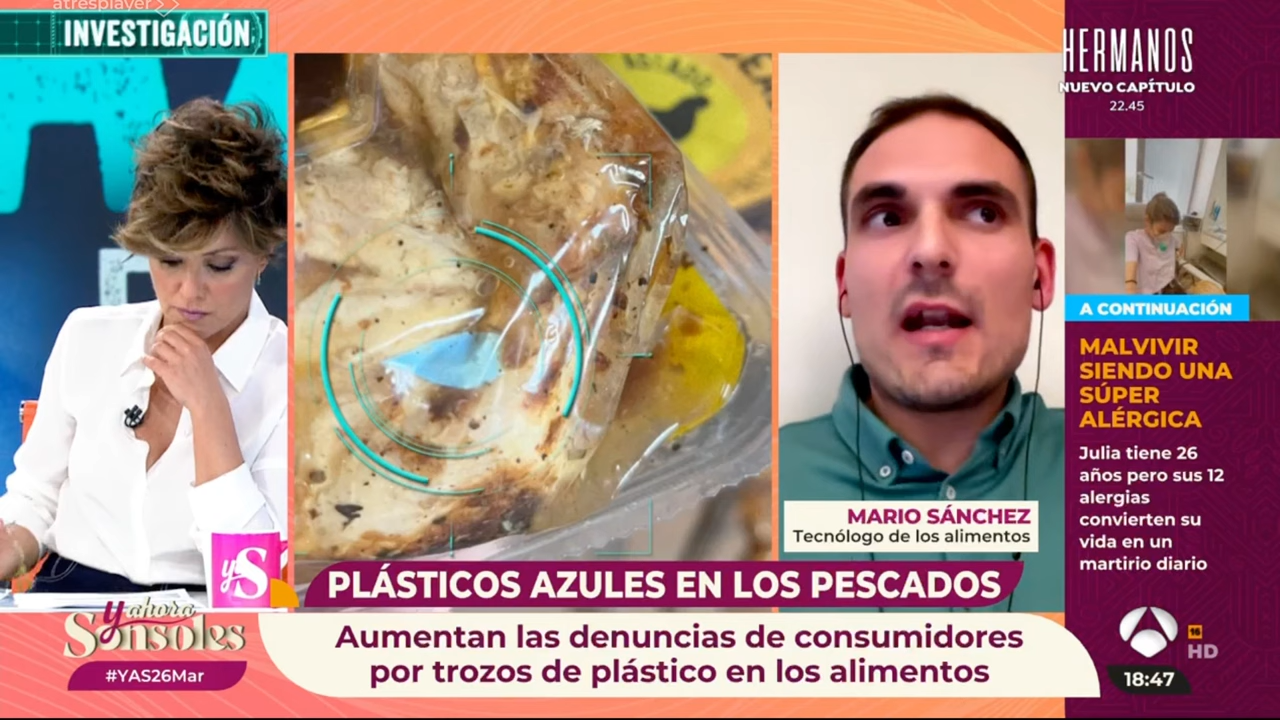 atresplayer
INVESTIGACIÓN
HERMANOS
NUEVO CAPÍTULO
22.45
A CONTINUACIÓN
MALVIVIR
SIENDO UNA
SÚPER
ALÉRGICA
Julia tiene 26
años pero sus 12
alergias
convierten su
vida en un
martirio diario
MARIO SÁNCHEZ
Tecnólogo de los alimentos
yS
PLÁSTICOS AZULES EN LOS PESCADOS
Aumentan las denuncias de consumidores
por trozos de plástico en los alimentos
y ahora
Sonsoles
#YAS26Mar
16
HD
18:47